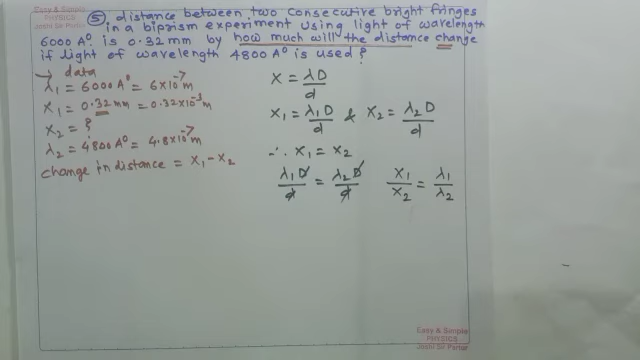 Easy & Simple
PHYSICS
Joshi Sir Partur
⑤ distance between two consecutive bright fringes
in a biprism experiment using light of wavelength
6000 A° is 0.32 mm by how much will the distance change
if light of wavelength 4800 A° is used ?
→ data
λ₁ = 6000 A° = 6×10⁻⁷ m
x₁ = 0.32 mm = 0.32×10⁻³ m
x₂ = ?
λ₂ = 4800 A° = 4.8×10⁻⁷ m
change in distance = x₁ - x₂
X = λD/d
x₁ = λ₁D/d & x₂ = λ₂D/d
∴ x₁ = x₂
λ₁D/d = λ₂D/d x₁/x₂ = λ₁/λ₂
Easy & Simple
PHYSICS
Joshi Sir Partur